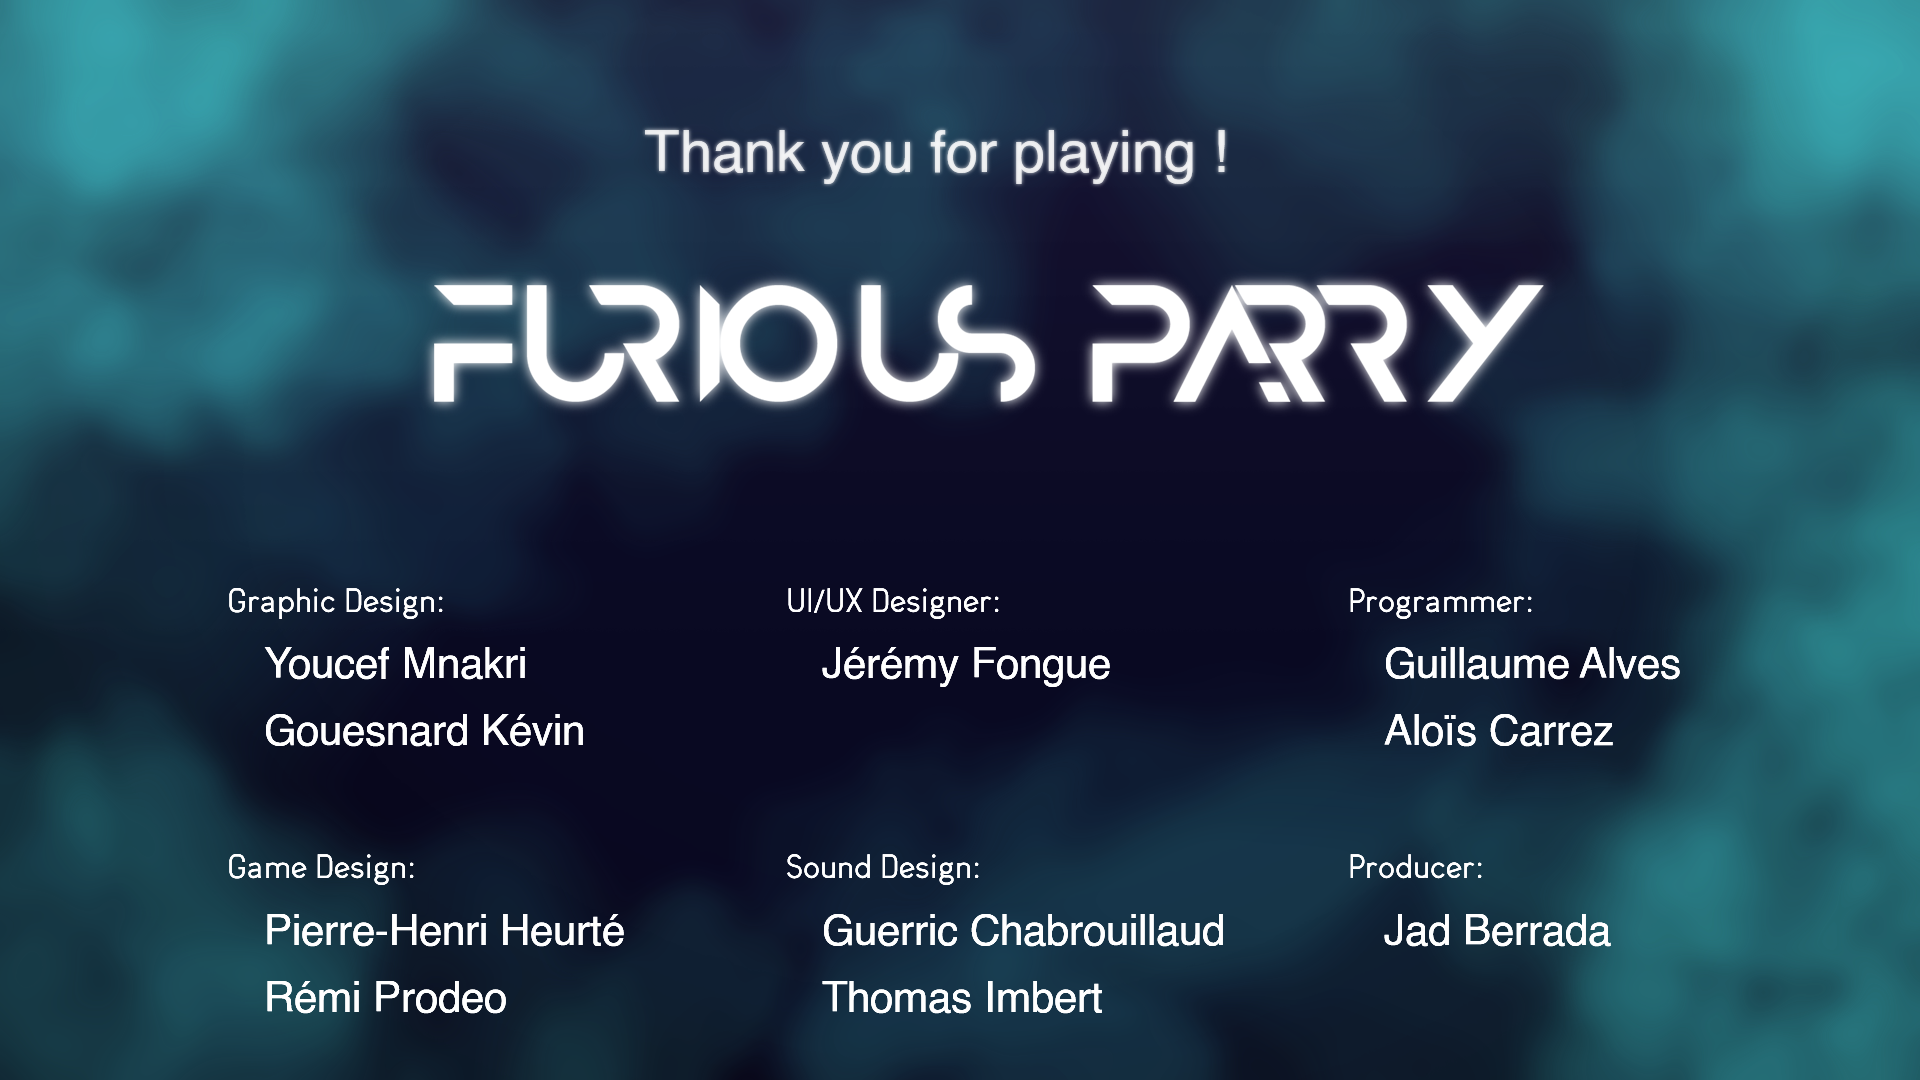 Thank you for playing !
FURIOUS PARRY
Graphic Design:
Youcef Mnakri
Gouesnard Kévin
UI/UX Designer:
Jérémy Fongue
Programmer:
Guillaume Alves
Aloïs Carrez
Game Design:
Pierre-Henri Heurté
Rémi Prodeo
Sound Design:
Guerric Chabrouillaud
Thomas Imbert
Producer:
Jad Berrada